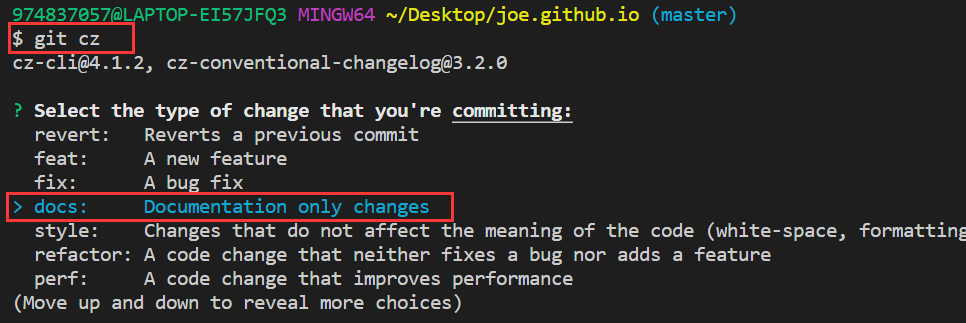 974837057@LAPTOP-EI57JFQ3 MINGW64 ~/Desktop/joe.github.io (master)
$ git cz
cz-cli@4.1.2, cz-conventional-changelog@3.2.0
? Select the type of change that you're committing:
revert: Reverts a previous commit
feat: A new feature
fix: A bug fix
> docs: Documentation only changes
style: Changes that do not affect the meaning of the code (white-space, formatting
refactor: A code change that neither fixes a bug nor adds a feature
perf: A code change that improves performance
(Move up and down to reveal more choices)